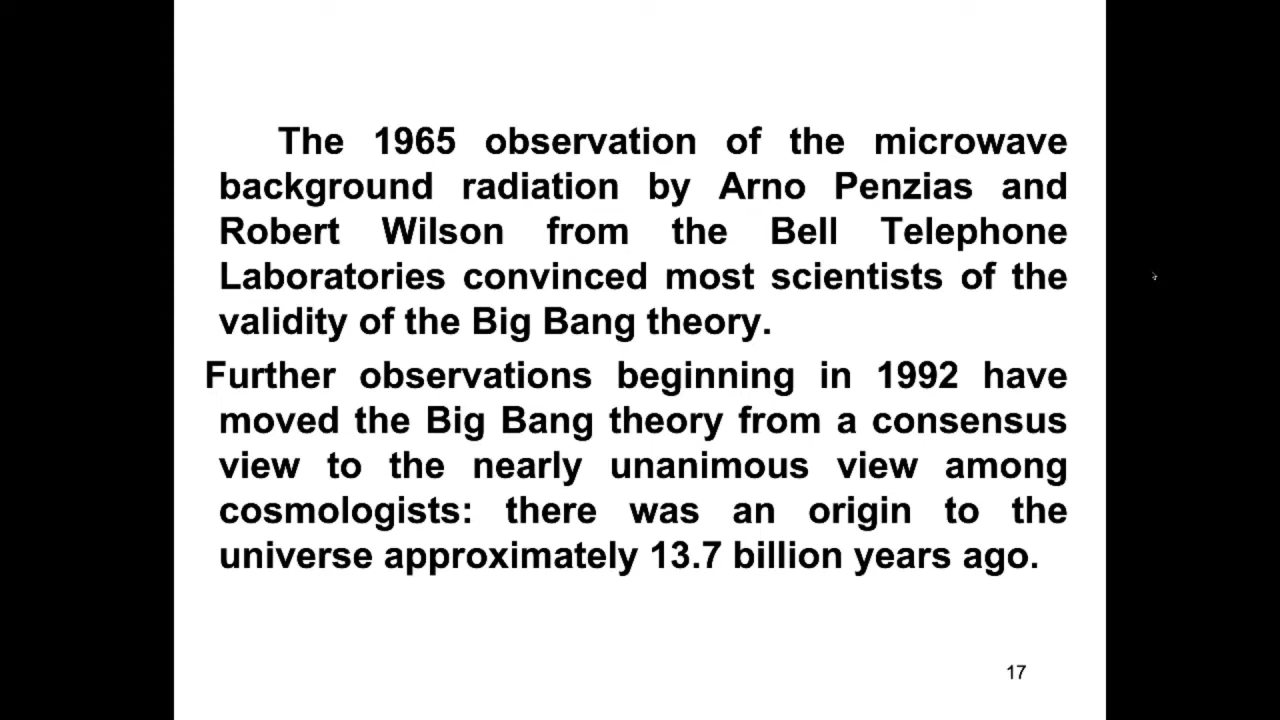 The 1965 observation of the microwave
background radiation by Arno Penzias and
Robert Wilson from the Bell Telephone
Laboratories convinced most scientists of the
validity of the Big Bang theory.
Further observations beginning in 1992 have
moved the Big Bang theory from a consensus
view to the nearly unanimous view among
cosmologists: there was an origin to the
universe approximately 13.7 billion years ago.
17